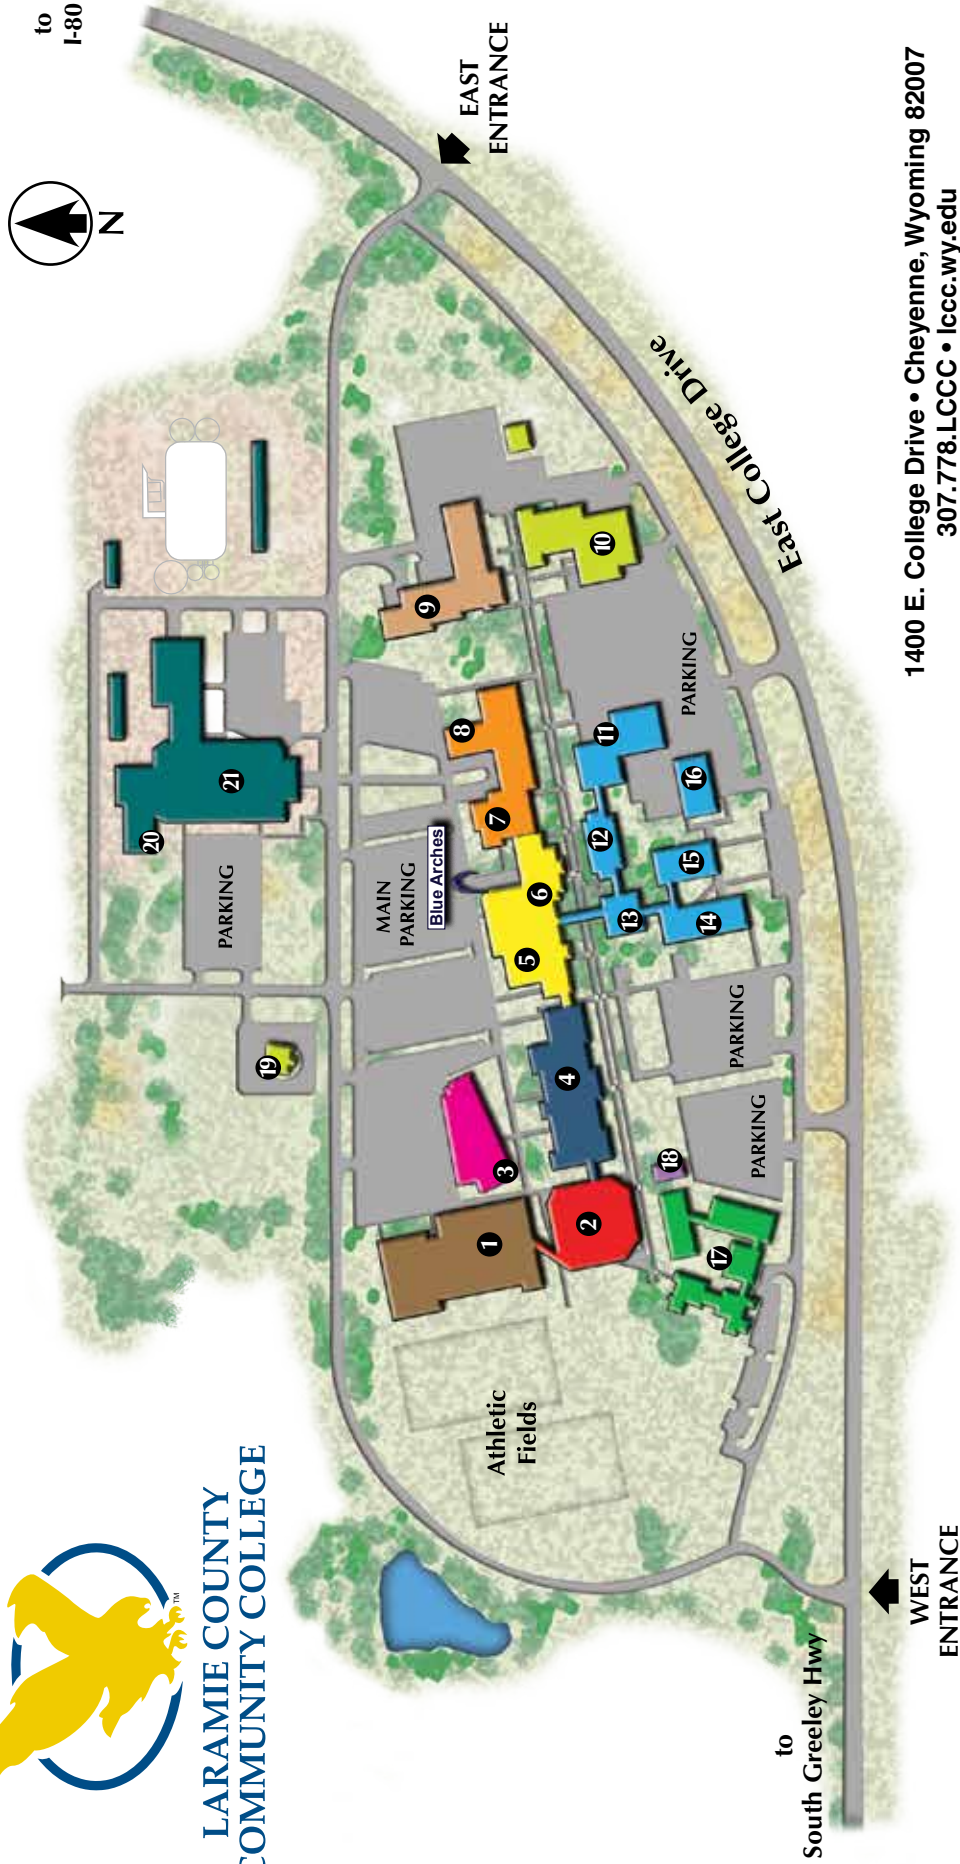 LARAMIE COUNTY
COMMUNITY COLLEGE
TM
N
to
I-80
EAST
ENTRANCE
20
21
PARKING
19
MAIN
PARKING
Blue Arches
1
2
3
4
5
6
7
8
9
10
11
12
13
14
15
16
17
18
PARKING
PARKING
PARKING
Athletic
Fields
East College Drive
to
South Greeley Hwy
WEST
ENTRANCE
1400 E. College Drive • Cheyenne, Wyoming 82007
307.778.LCCC • lccc.wy.edu